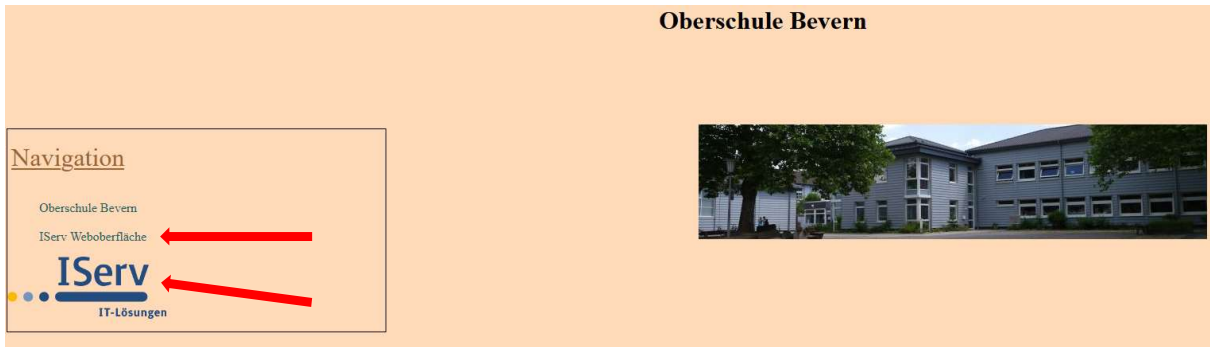 Oberschule Bevern
Navigation
Oberschule Bevern
IServ Weboberfläche
IServ
IT-Lösungen